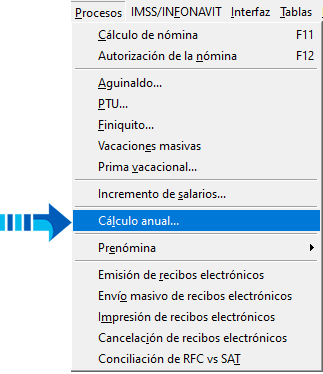 Procesos IMSS/INFONAVIT Interfaz Tablas
Cálculo de nómina F11
Autorización de la nómina F12
Aguinaldo...
PTU...
Finiquito...
Vacaciones masivas
Prima vacacional...
Incremento de salarios...
Cálculo anual...
Prenómina
Emisión de recibos electrónicos
Envío masivo de recibos electrónicos
Impresión de recibos electrónicos
Cancelación de recibos electrónicos
Conciliación de RFC vs SAT